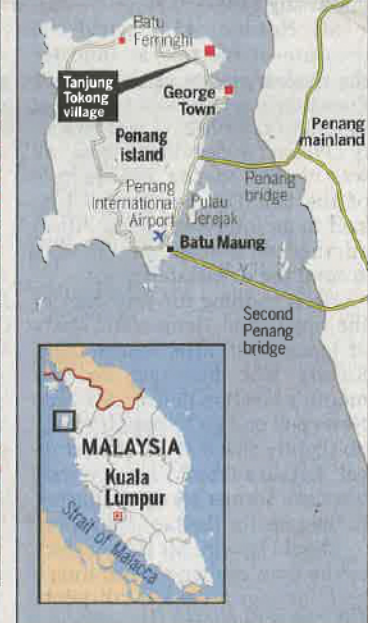 Batu
Ferringhi
Tanjung
Tokong
village
George
Town
Penang
mainland
Penang
island
Penang
bridge
Penang
International
Airport
Pulau
Jerejak
Batu Maung
Second
Penang
bridge
MALAYSIA
Kuala
Lumpur
Strait of Malacca